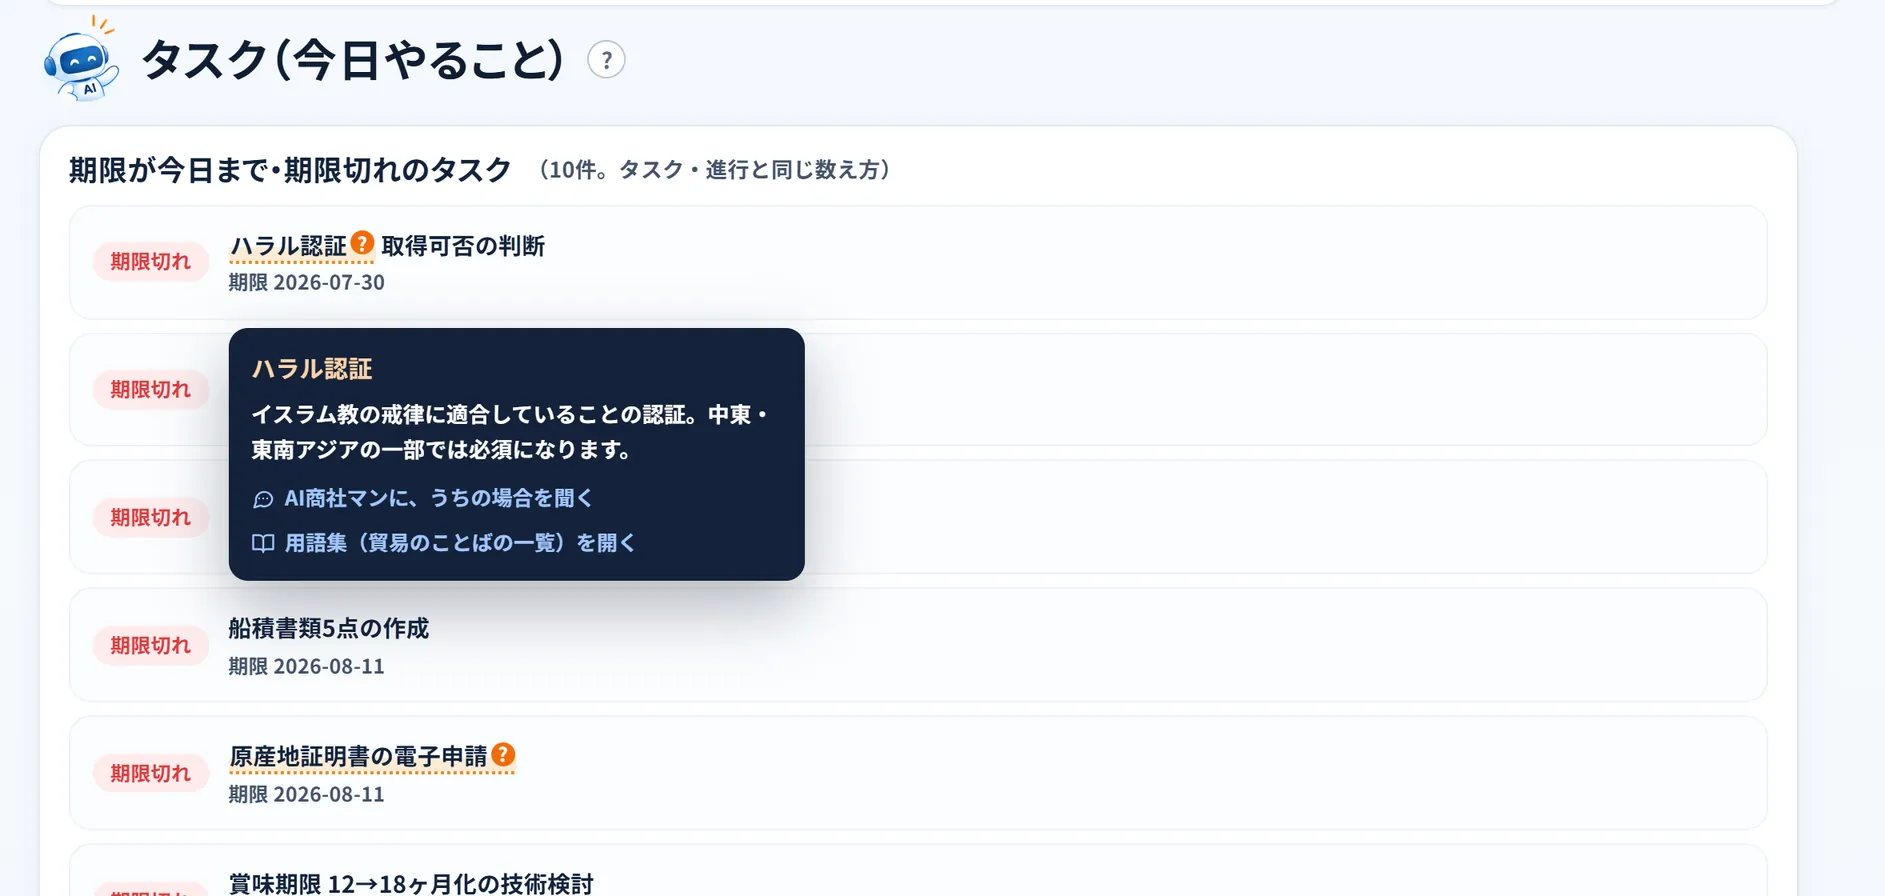 AI
タスク（今日やること） ?
期限が今日まで・期限切れのタスク （10件。タスク・進行と同じ数え方）
期限切れ
ハラル認証? 取得可否の判断
期限 2026-07-30
期限切れ
ハラル認証
イスラム教の戒律に適合していることの認証。中東・
東南アジアの一部では必須になります。
AI商社マンに、うちの場合を聞く
用語集（貿易のことばの一覧）を開く
期限切れ
期限切れ
船積書類5点の作成
期限 2026-08-11
期限切れ
原産地証明書の電子申請?
期限 2026-08-11
賞味期限 12→18ヶ月化の技術検討